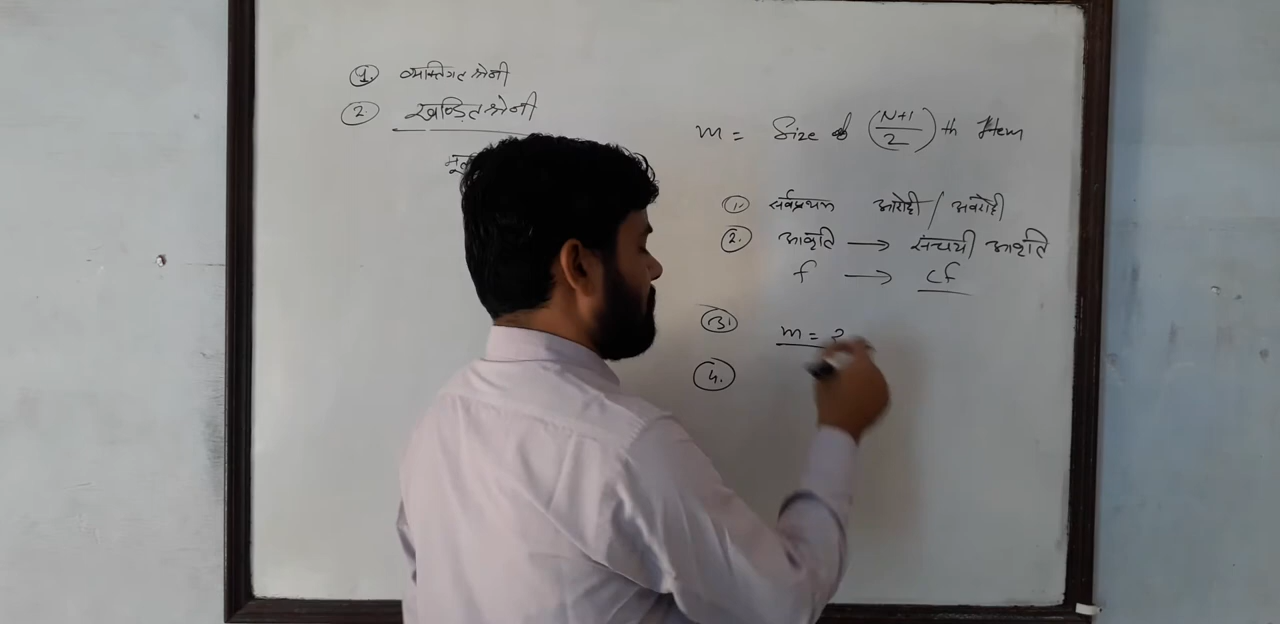 1. व्यक्तिगत श्रेणी
2. खण्डित श्रेणी
m = Size of (N+1/2)th Item
1. सर्वप्रथम आरोही / अवरोही
2. आवृति → संचयी आवृति
f → cf
3.
m = ?
4.